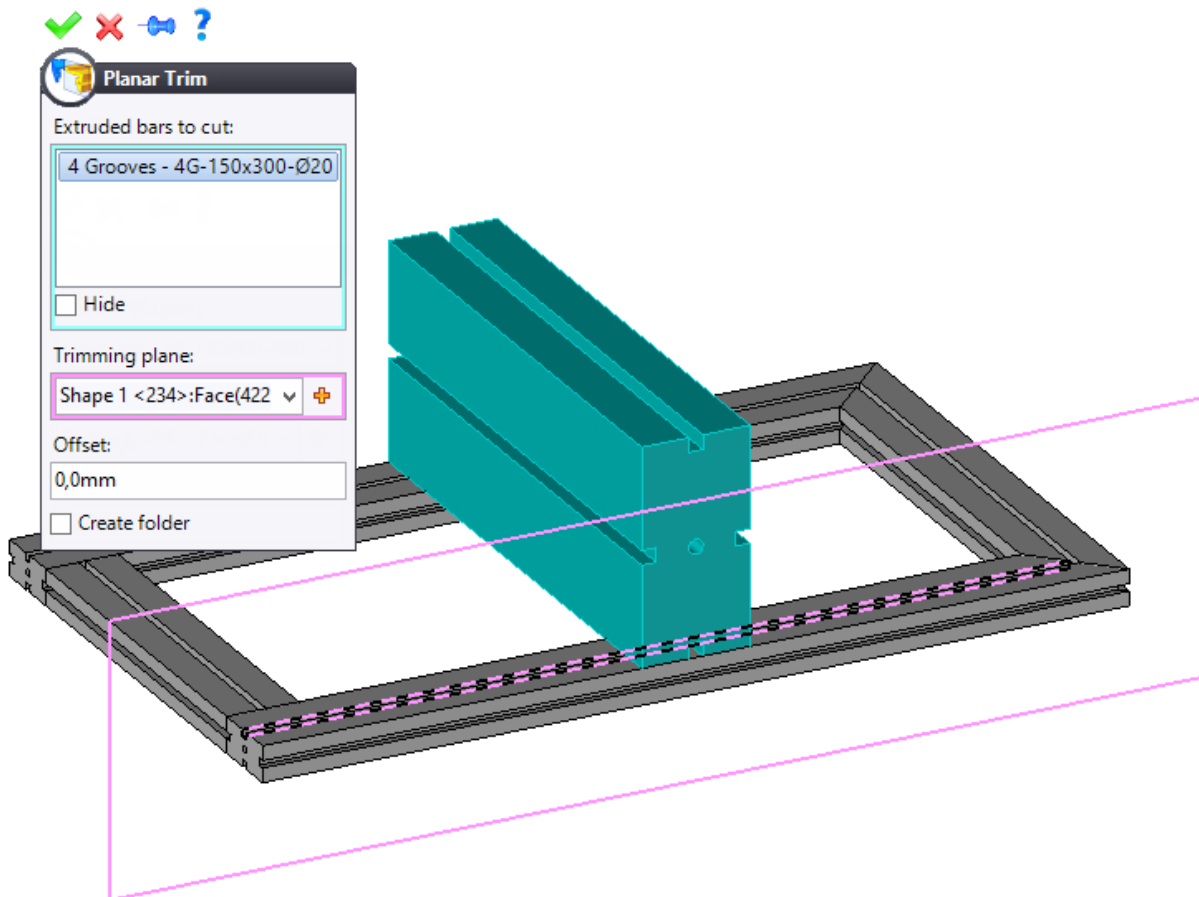 ?
Planar Trim
Extruded bars to cut:
4 Grooves - 4G-150x300-Ø20
Hide
Trimming plane:
Shape 1 <234>:Face(422
Offset:
0,0mm
Create folder